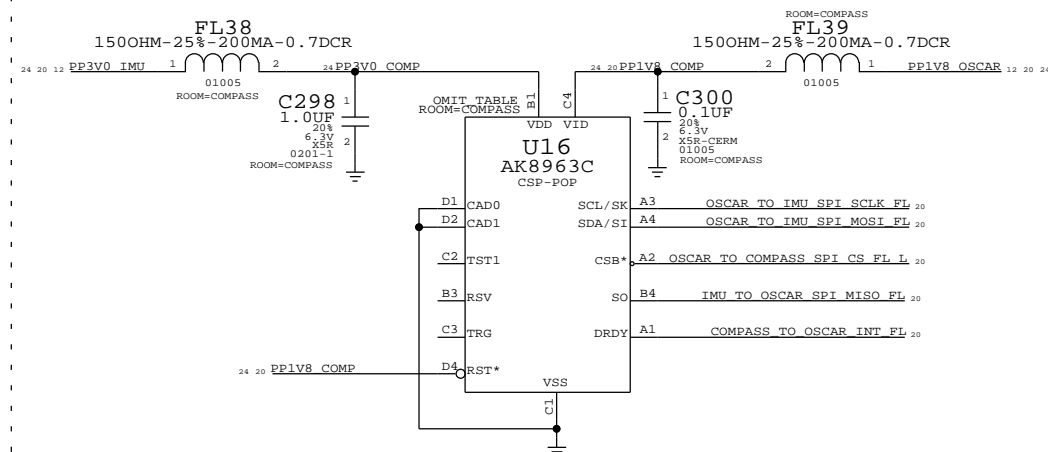 ROOM=COMPASS
FL38
FL39
150OHM-25%-200MA-0.7DCR
150OHM-25%-200MA-0.7DCR
24 20 12 PP3V0_IMU 1 2 24 PP3V0_COMP
24 20 PP1V8_COMP 2 1 PP1V8_OSCAR 12 20 24
01005
ROOM=COMPASS
01005
C298
1.0UF
20%
6.3V
X5R
0201-1
ROOM=COMPASS
1
2
OMIT_TABLE
ROOM=COMPASS
B1
C4
1
2
C300
0.1UF
20%
6.3V
X5R-CERM
01005
ROOM=COMPASS
VDD VID
U16
AK8963C
CSP-POP
D1 CAD0 SCL/SK A3 OSCAR_TO_IMU_SPI_SCLK_FL 20
D2 CAD1 SDA/SI A4 OSCAR_TO_IMU_SPI_MOSI_FL 20
C2 TST1 CSB* A2 OSCAR_TO_COMPASS_SPI_CS_FL_L 20
B3 RSV SO B4 IMU_TO_OSCAR_SPI_MISO_FL 20
C3 TRG DRDY A1 COMPASS_TO_OSCAR_INT_FL 20
24 20 PP1V8_COMP D4 RST*
VSS
C1